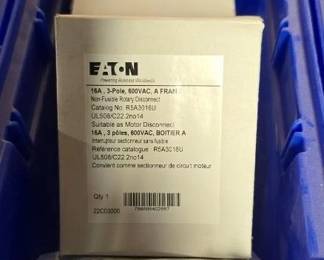 EATON
Powering Business Worldwide
16A , 3-Pole, 600VAC, A FRAM
Non-Fusible Rotary Disconnect
Catalog No. R5A3016U
UL508/C22.2no14
Suitable as Motor Disconnect
16A , 3 pôles, 600VAC, BOITIER A
Interrupteur sectionneur sans fusible
Référence catalogue : R5A3016U
UL508/C22.2no14
Convient comme sectionneur de circuit moteur
Qty 1
22C03000